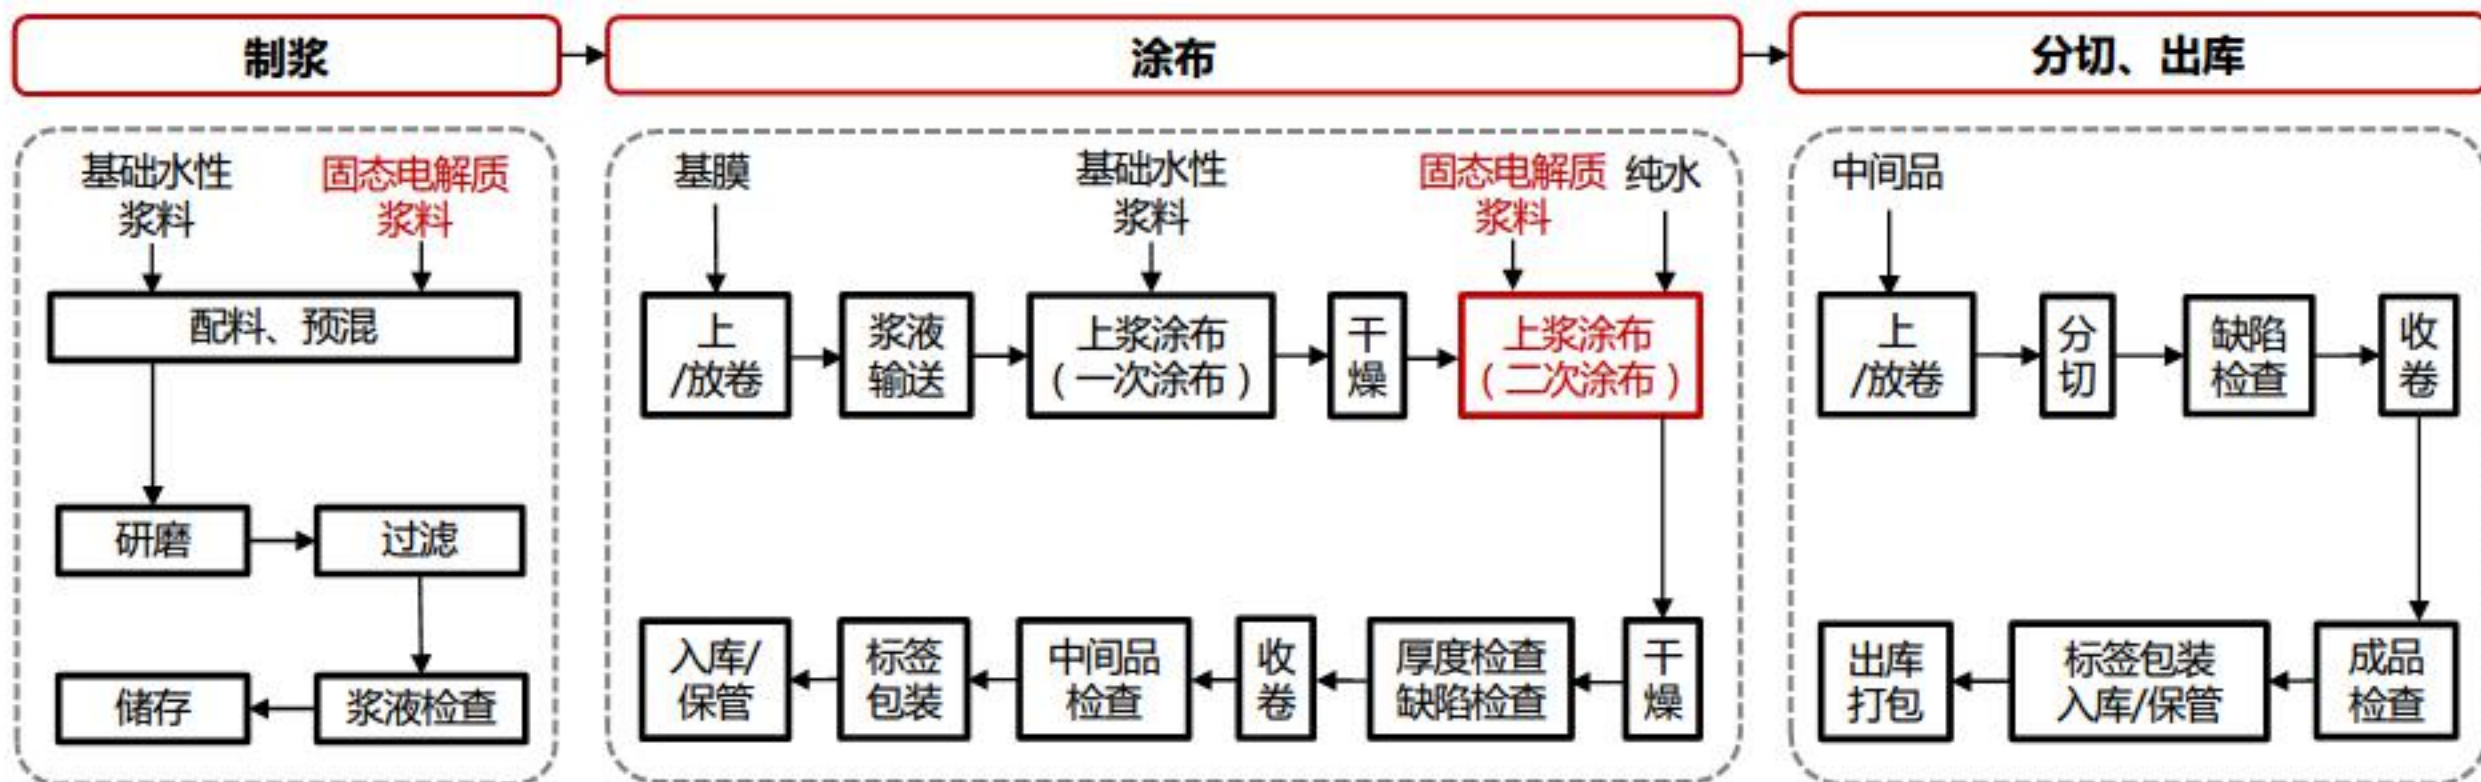 制浆
涂布
分切、出库
基础水性
浆料
固态电解质
浆料
配料、预混
研磨
过滤
储存
浆液检查
基膜
基础水性
浆料
固态电解质
浆料
纯水
上
/放卷
浆液
输送
上浆涂布
（一次涂布）
干
燥
上浆涂布
（二次涂布）
入库/
保管
标签
包装
中间品
检查
收
卷
厚度检查
缺陷检查
干
燥
中间品
上
/放卷
分
切
缺陷
检查
收
卷
出库
打包
标签包装
入库/保管
成品
检查